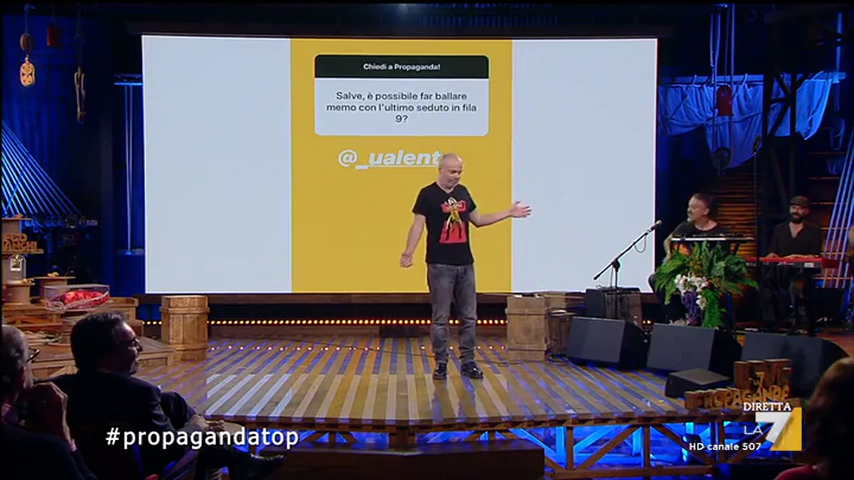 Chiedi a Propaganda!
Salve, è possibile far ballare
memo con l'ultimo seduto in fila
9?
@_ualent
#propagandatop
PROPAGANDA
DIRETTA
LA 7
HD canale 507